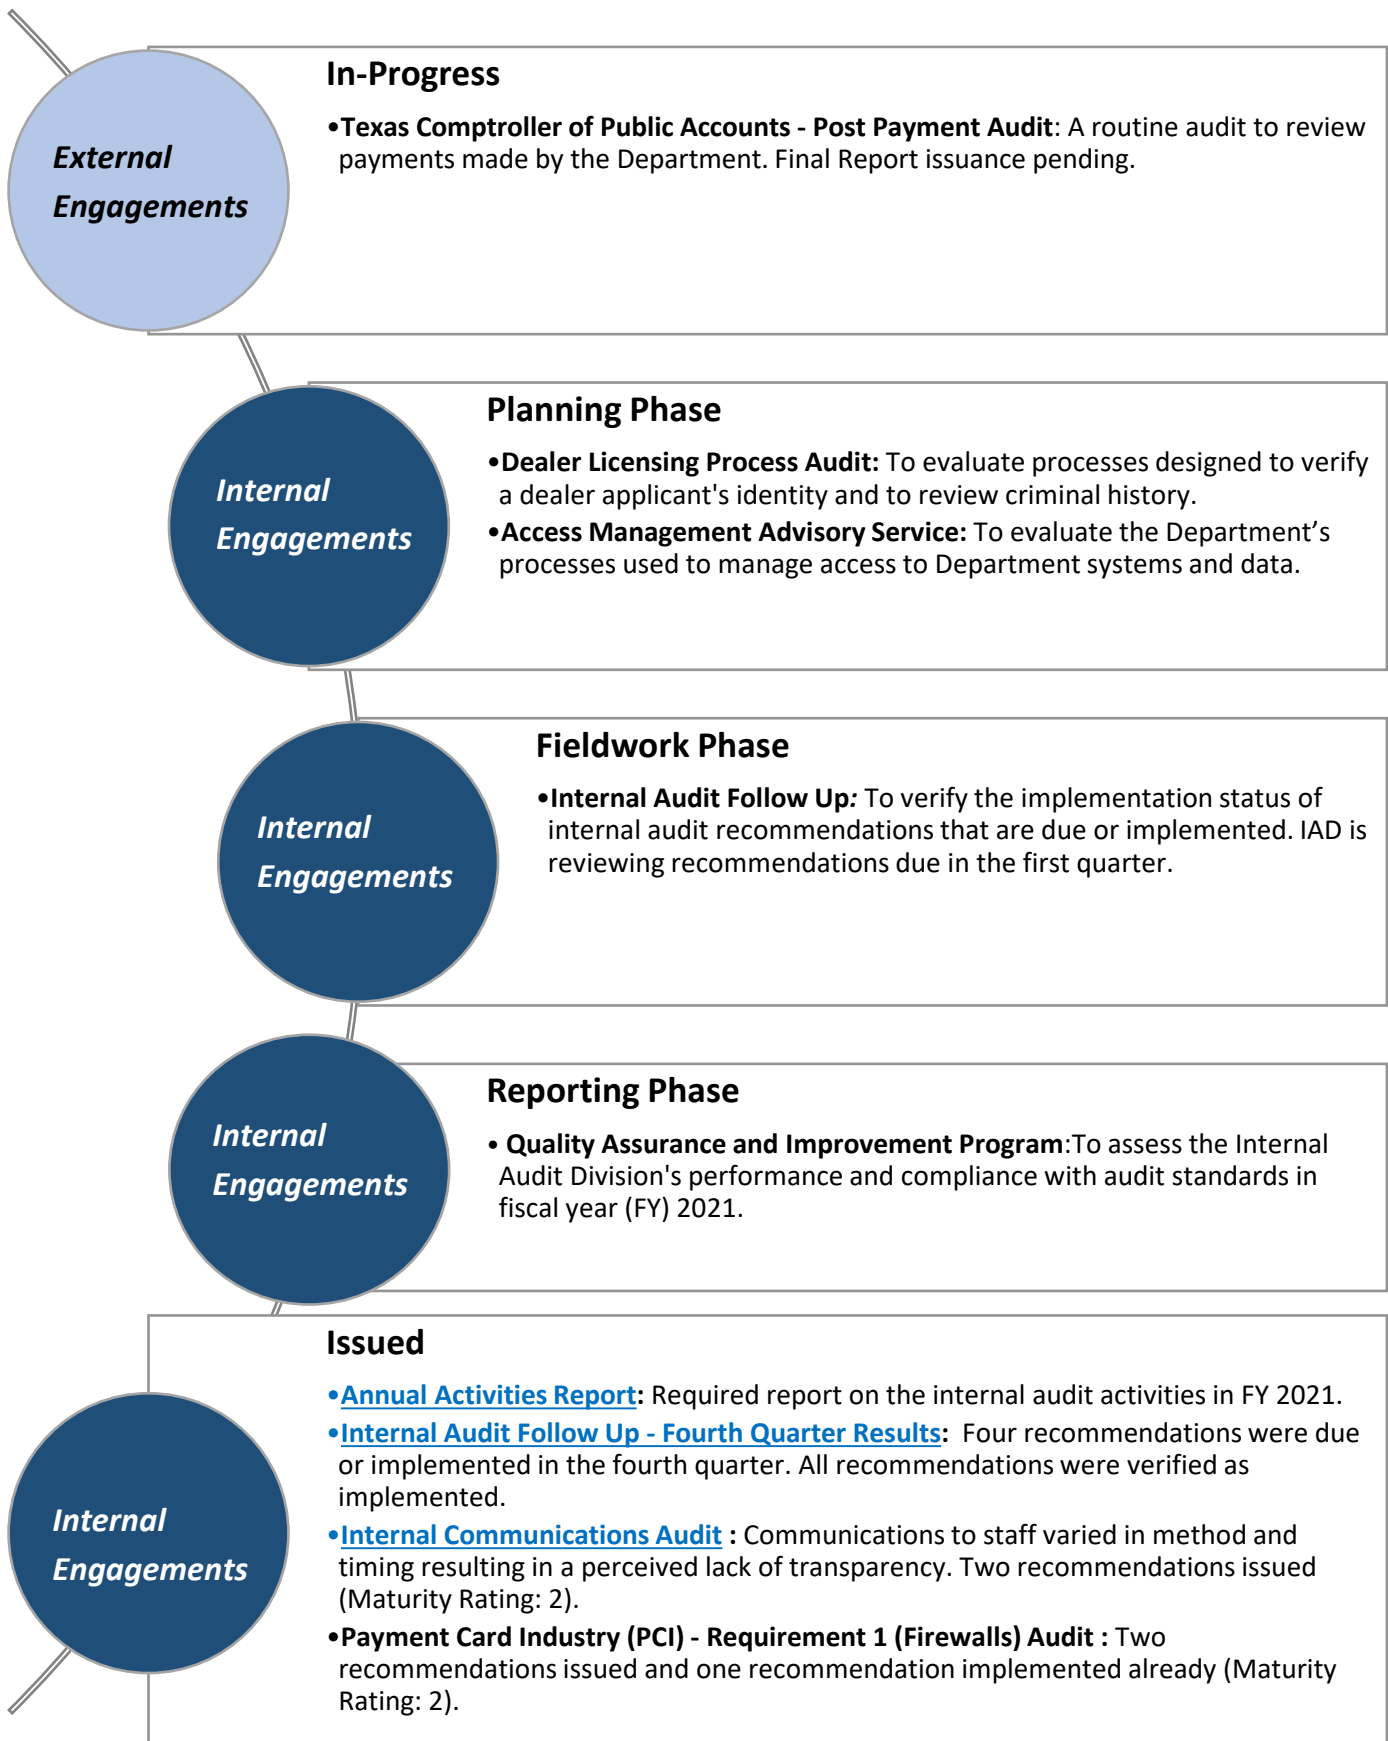 In-Progress
•Texas Comptroller of Public Accounts - Post Payment Audit: A routine audit to review
payments made by the Department. Final Report issuance pending.
External
Engagements
Planning Phase
•Dealer Licensing Process Audit: To evaluate processes designed to verify
a dealer applicant's identity and to review criminal history.
•Access Management Advisory Service: To evaluate the Department’s
processes used to manage access to Department systems and data.
Internal
Engagements
Fieldwork Phase
•Internal Audit Follow Up: To verify the implementation status of
internal audit recommendations that are due or implemented. IAD is
reviewing recommendations due in the first quarter.
Internal
Engagements
Reporting Phase
• Quality Assurance and Improvement Program:To assess the Internal
Audit Division's performance and compliance with audit standards in
fiscal year (FY) 2021.
Internal
Engagements
Issued
•Annual Activities Report: Required report on the internal audit activities in FY 2021.
•Internal Audit Follow Up - Fourth Quarter Results: Four recommendations were due
or implemented in the fourth quarter. All recommendations were verified as
implemented.
•Internal Communications Audit : Communications to staff varied in method and
timing resulting in a perceived lack of transparency. Two recommendations issued
(Maturity Rating: 2).
•Payment Card Industry (PCI) - Requirement 1 (Firewalls) Audit : Two
recommendations issued and one recommendation implemented already (Maturity
Rating: 2).
Internal
Engagements